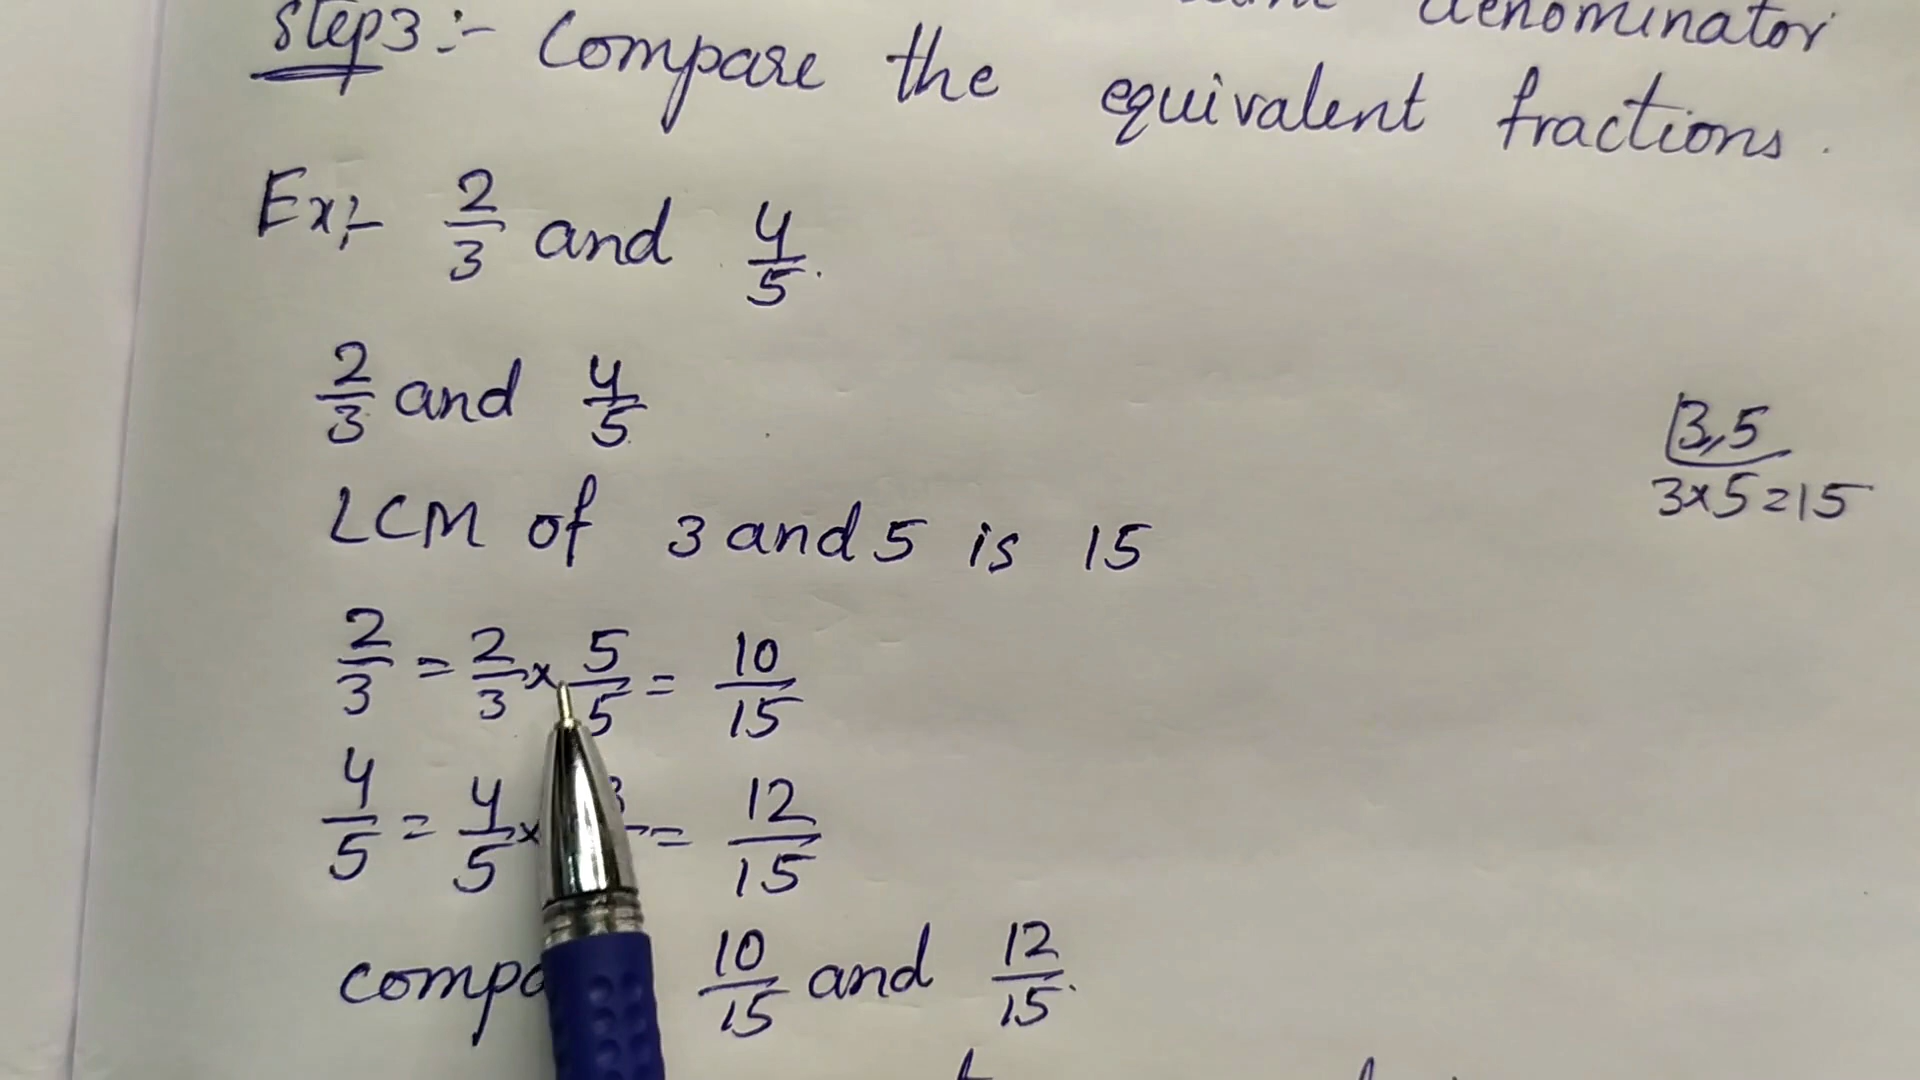 denominator
Step3:- Compare the equivalent fractions.
Ex:- 2/3 and 4/5.
2/3 and 4/5
3,5
3x5=15
LCM of 3 and 5 is 15
2/3 = 2/3 x 5/5 = 10/15
4/5 = 4/5 x = 12/15
10/15 and 12/15.